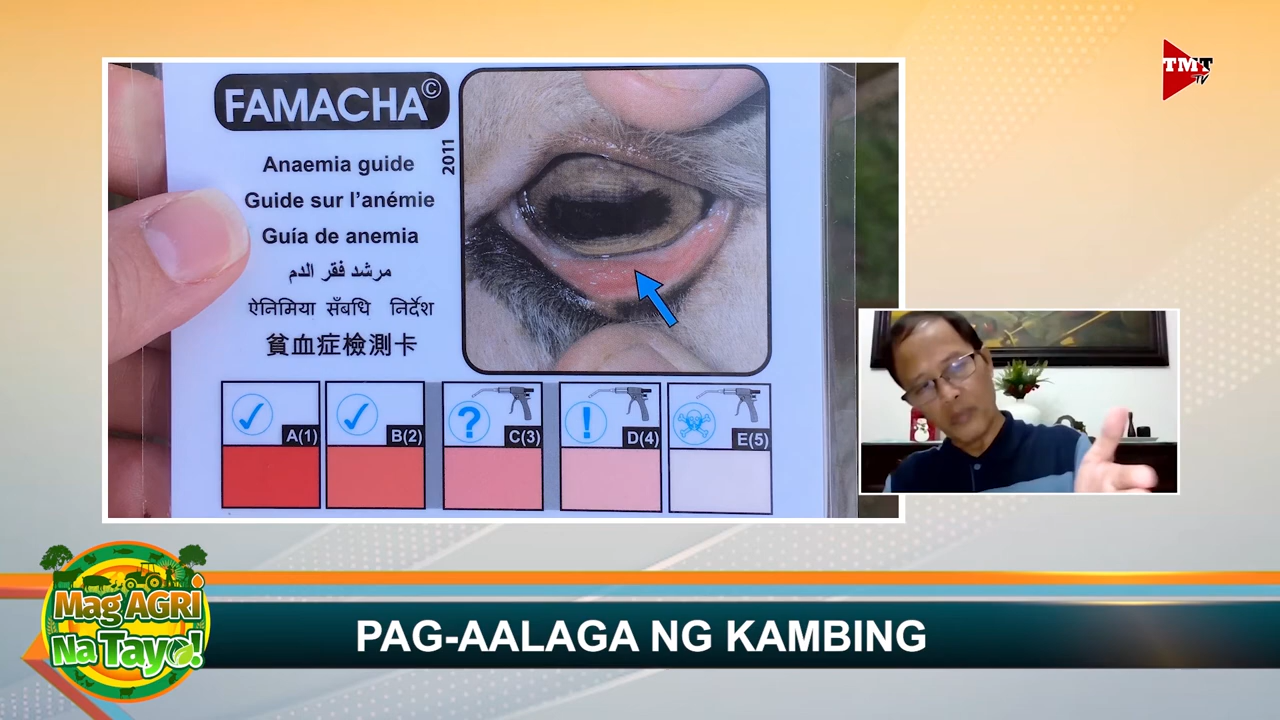 TMT
TV
FAMACHA©
2011
Anaemia guide
Guide sur l'anémie
Guía de anemia
مرشد فقر الدم
ऐनिमिया सँबधि निर्देश
貧血症檢測卡
✓ A(1)
✓ B(2)
? C(3)
! D(4)
E(5)
Mag AGRI
Na Tayo!
PAG-AALAGA NG KAMBING